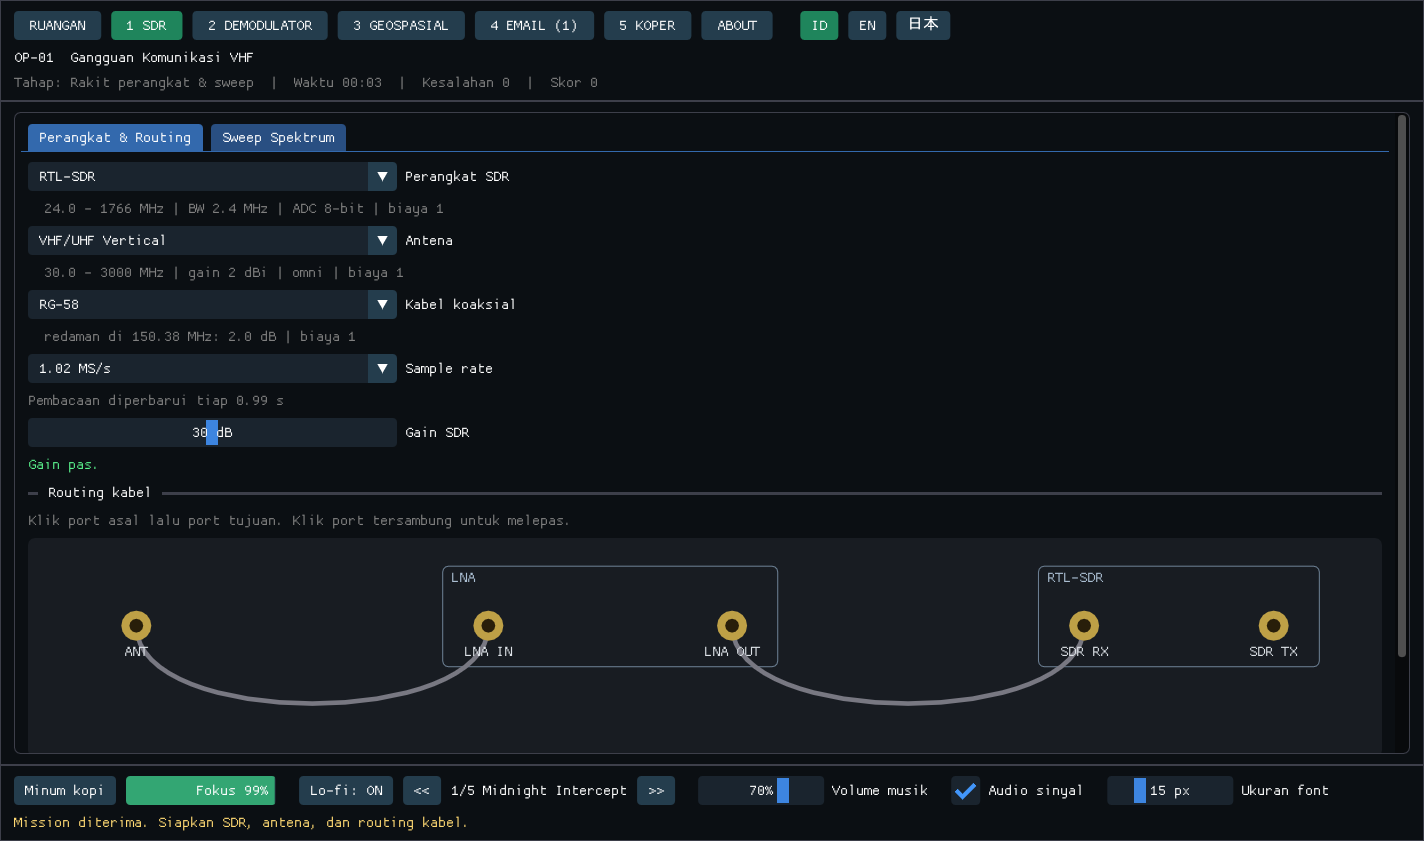 RUANGAN 1 SDR 2 DEMODULATOR 3 GEOSPASIAL 4 EMAIL (1) 5 KOPER ABOUT ID EN 日本
OP-01 Gangguan Komunikasi VHF
Tahap: Rakit perangkat & sweep | Waktu 00:03 | Kesalahan 0 | Skor 0
Perangkat & Routing Sweep Spektrum
RTL-SDR Perangkat SDR
24.0 - 1766 MHz | BW 2.4 MHz | ADC 8-bit | biaya 1
VHF/UHF Vertical Antena
30.0 - 3000 MHz | gain 2 dBi | omni | biaya 1
RG-58 Kabel koaksial
redaman di 150.38 MHz: 2.0 dB | biaya 1
1.02 MS/s Sample rate
Pembacaan diperbarui tiap 0.99 s
30 dB Gain SDR
Gain pas.
Routing kabel
Klik port asal lalu port tujuan. Klik port tersambung untuk melepas.
LNA RTL-SDR
ANT LNA IN LNA OUT SDR RX SDR TX
Minum kopi Fokus 99% Lo-fi: ON << 1/5 Midnight Intercept >> 70% Volume musik Audio sinyal 15 px Ukuran font
Mission diterima. Siapkan SDR, antena, dan routing kabel.